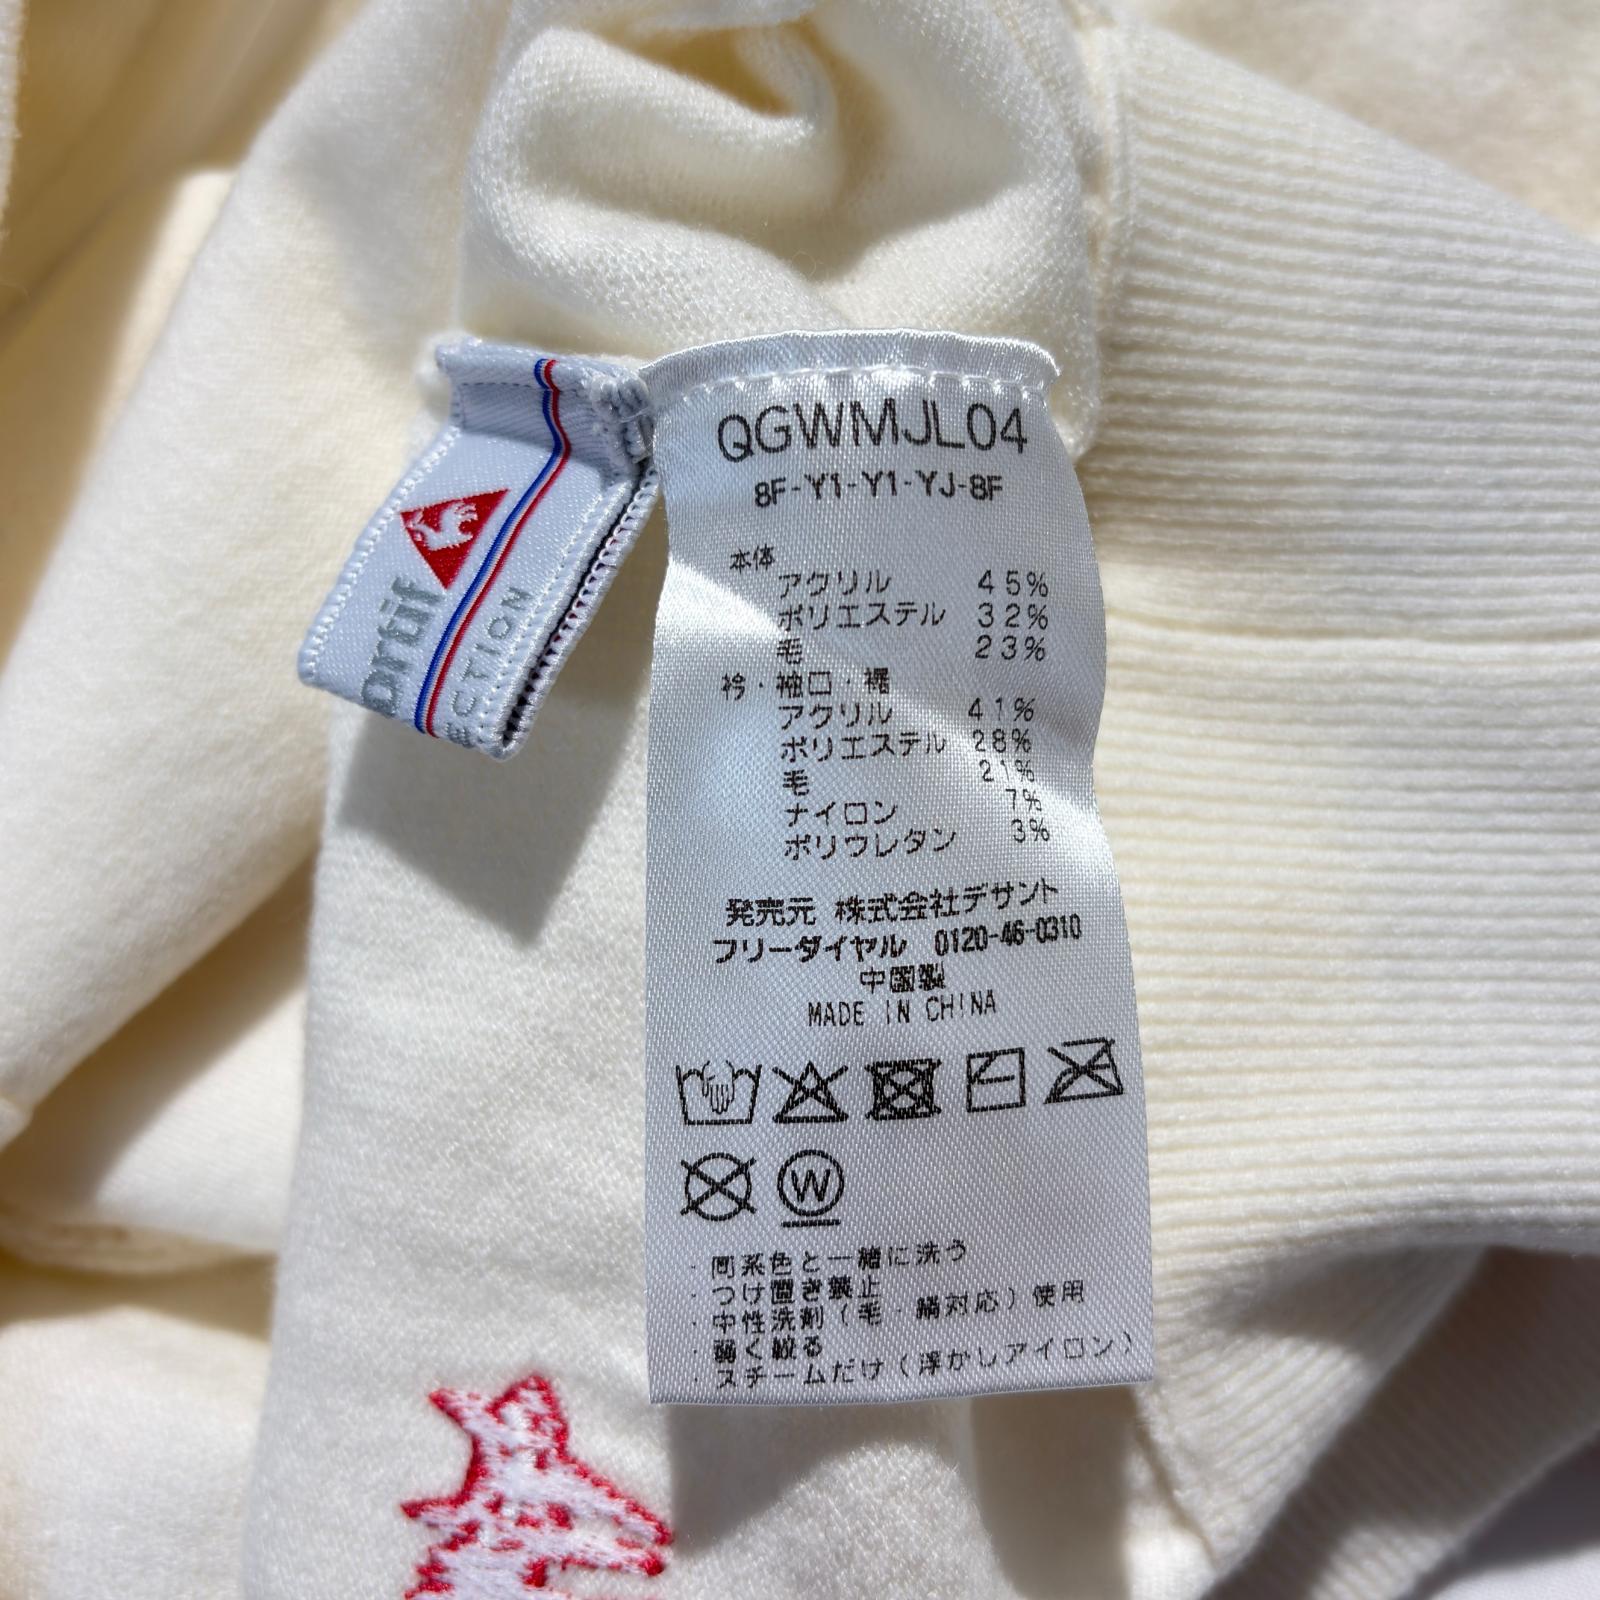 QGWMJL04
8F-Y1-Y1-YJ-8F
本体
アクリル 45%
ポリエステル 32%
毛 23%
衿・袖口・裾
アクリル 41%
ポリエステル 28%
毛 21%
ナイロン 7%
ポリウレタン 3%
発売元 株式会社デサント
フリーダイヤル 0120-46-0310
中国製
MADE IN CHINA
W
・同系色と一緒に洗う
・つけ置き禁止
・中性洗剤(毛・絹対応)使用
・弱く絞る
・スチームだけ(浮かしアイロン)
ortif
ECTION